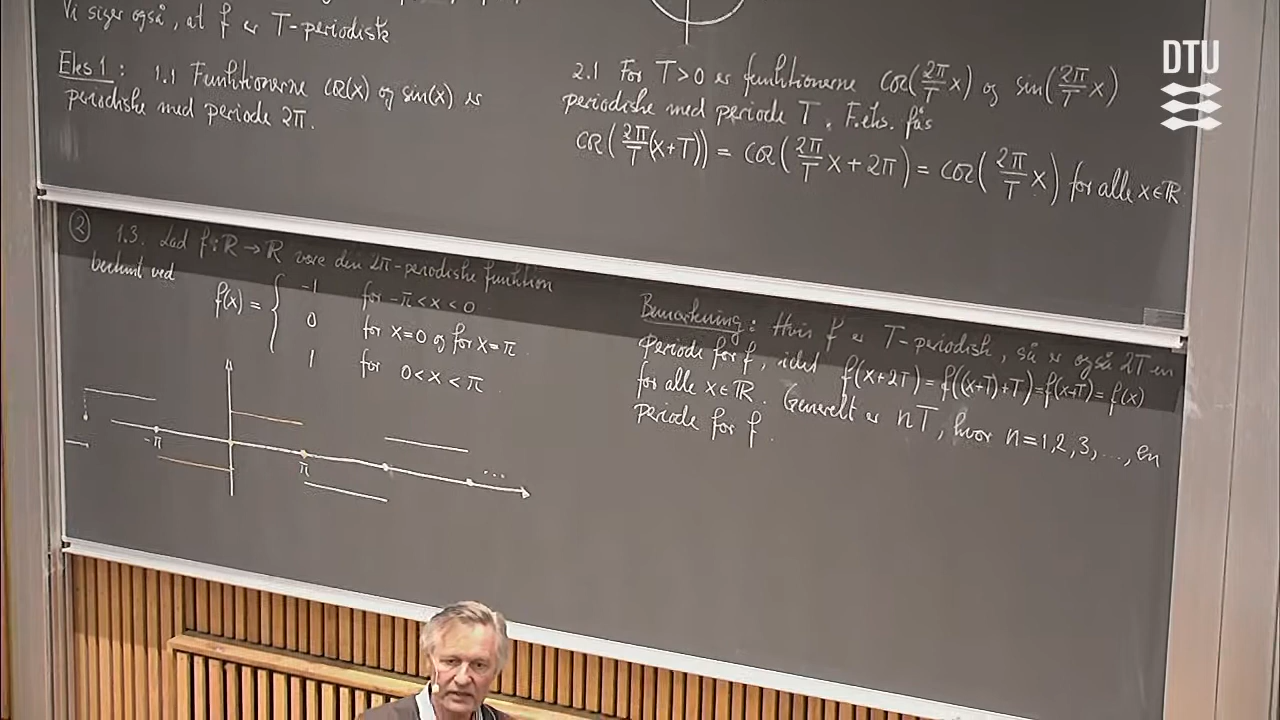 Vi siger også, at f er T-periodisk
Eks. 1: 1.1 Funktionerne cos(x) og sin(x) er
periodiske med periode 2π.
2.1 For T>0 er funktionerne cos(2π/T x) og sin(2π/T x)
periodiske med periode T. F.eks. fås
cos(2π/T (x+T)) = cos(2π/T x + 2π) = cos(2π/T x) for alle x∈ℝ
② 1.3. Lad f:ℝ→ℝ være den 2π-periodiske funktion
bestemt ved
f(x) = { -1 for -π<x<0
0 for x=0 og for x=π
1 for 0<x<π
-π
π
...
Bemærkning: Hvis f er T-periodisk, så er også 2T en
periode for f, idet f(x+2T) = f((x+T)+T) = f(x+T) = f(x)
for alle x∈ℝ. Generelt er nT, hvor n=1,2,3,..., en
periode for f.
DTU